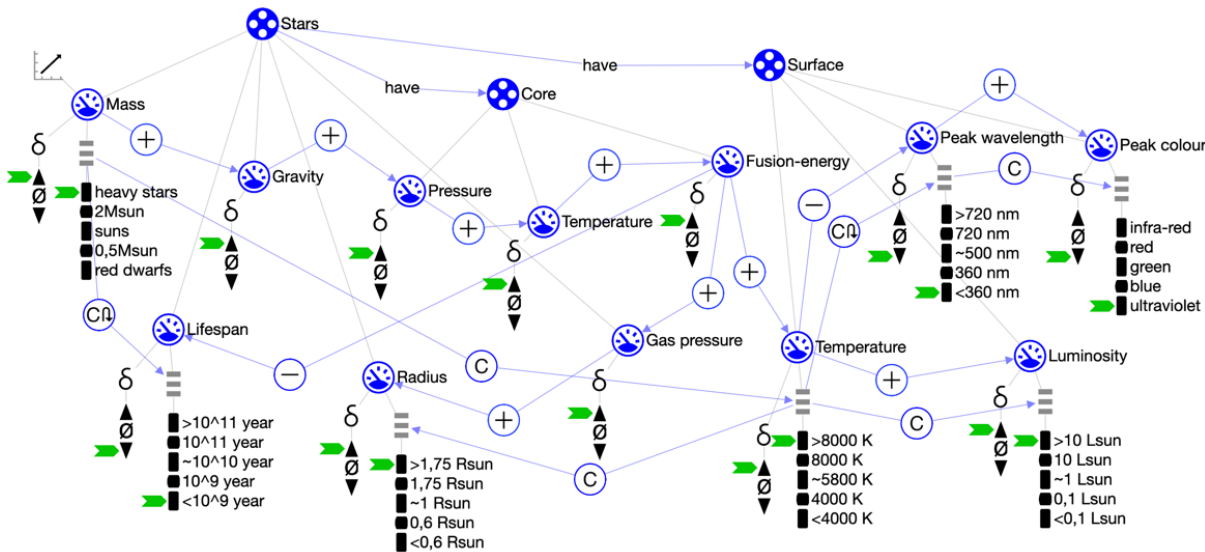 Stars
have
Surface
have
Core
Mass
+
δ
Ø
heavy stars
2Msun
suns
0,5Msun
red dwarfs
Gravity
δ
Ø
+
Pressure
δ
Ø
+
Temperature
δ
Ø
+
Fusion-energy
δ
Ø
+
+
−
Peak wavelength
δ
Ø
>720 nm
720 nm
~500 nm
360 nm
<360 nm
+
C
Peak colour
δ
Ø
infra-red
red
green
blue
ultraviolet
−
C
C
Lifespan
δ
Ø
>10^11 year
10^11 year
~10^10 year
10^9 year
<10^9 year
Radius
δ
Ø
>1,75 Rsun
1,75 Rsun
~1 Rsun
0,6 Rsun
<0,6 Rsun
C
+
C
Gas pressure
δ
Ø
Temperature
δ
Ø
>8000 K
8000 K
~5800 K
4000 K
<4000 K
+
C
Luminosity
δ
Ø
>10 Lsun
10 Lsun
~1 Lsun
0,1 Lsun
<0,1 Lsun